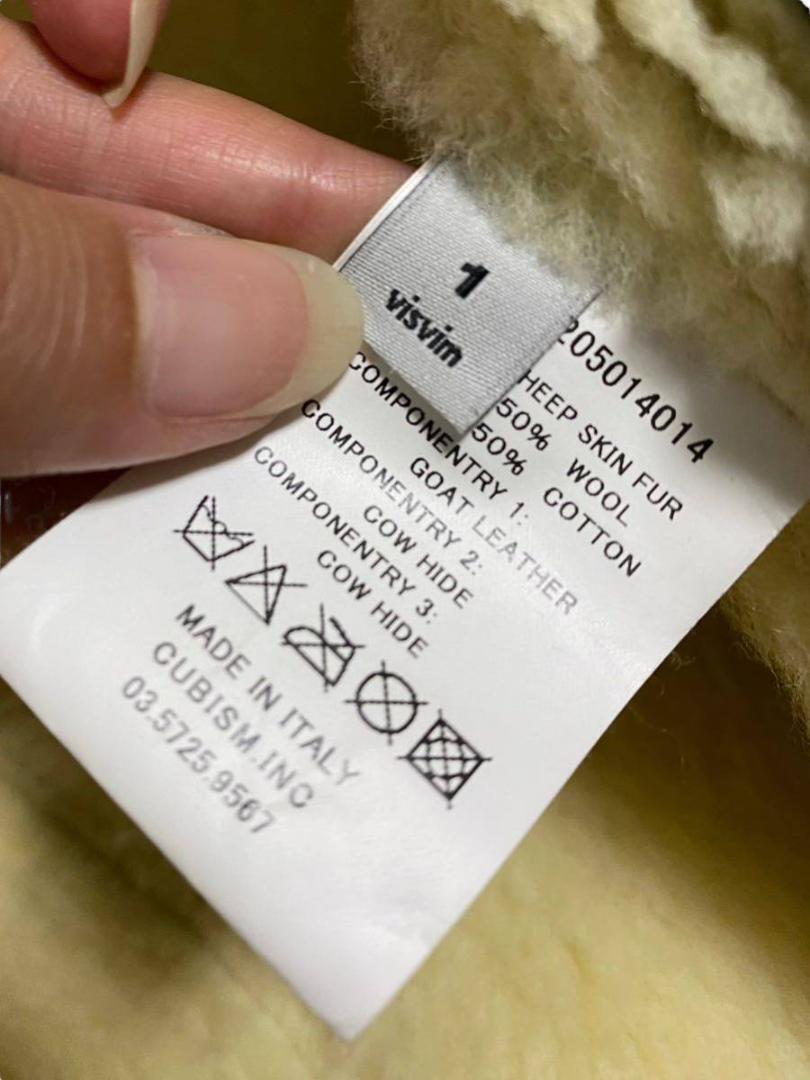 1
visvim
205014014
HEEP SKIN FUR
50% WOOL
50% COTTON
COMPONENTRY 1:
GOAT LEATHER
COMPONENTRY 2:
COW HIDE
COMPONENTRY 3:
COW HIDE
MADE IN ITALY
CUBISM.INC
03.5725.9567